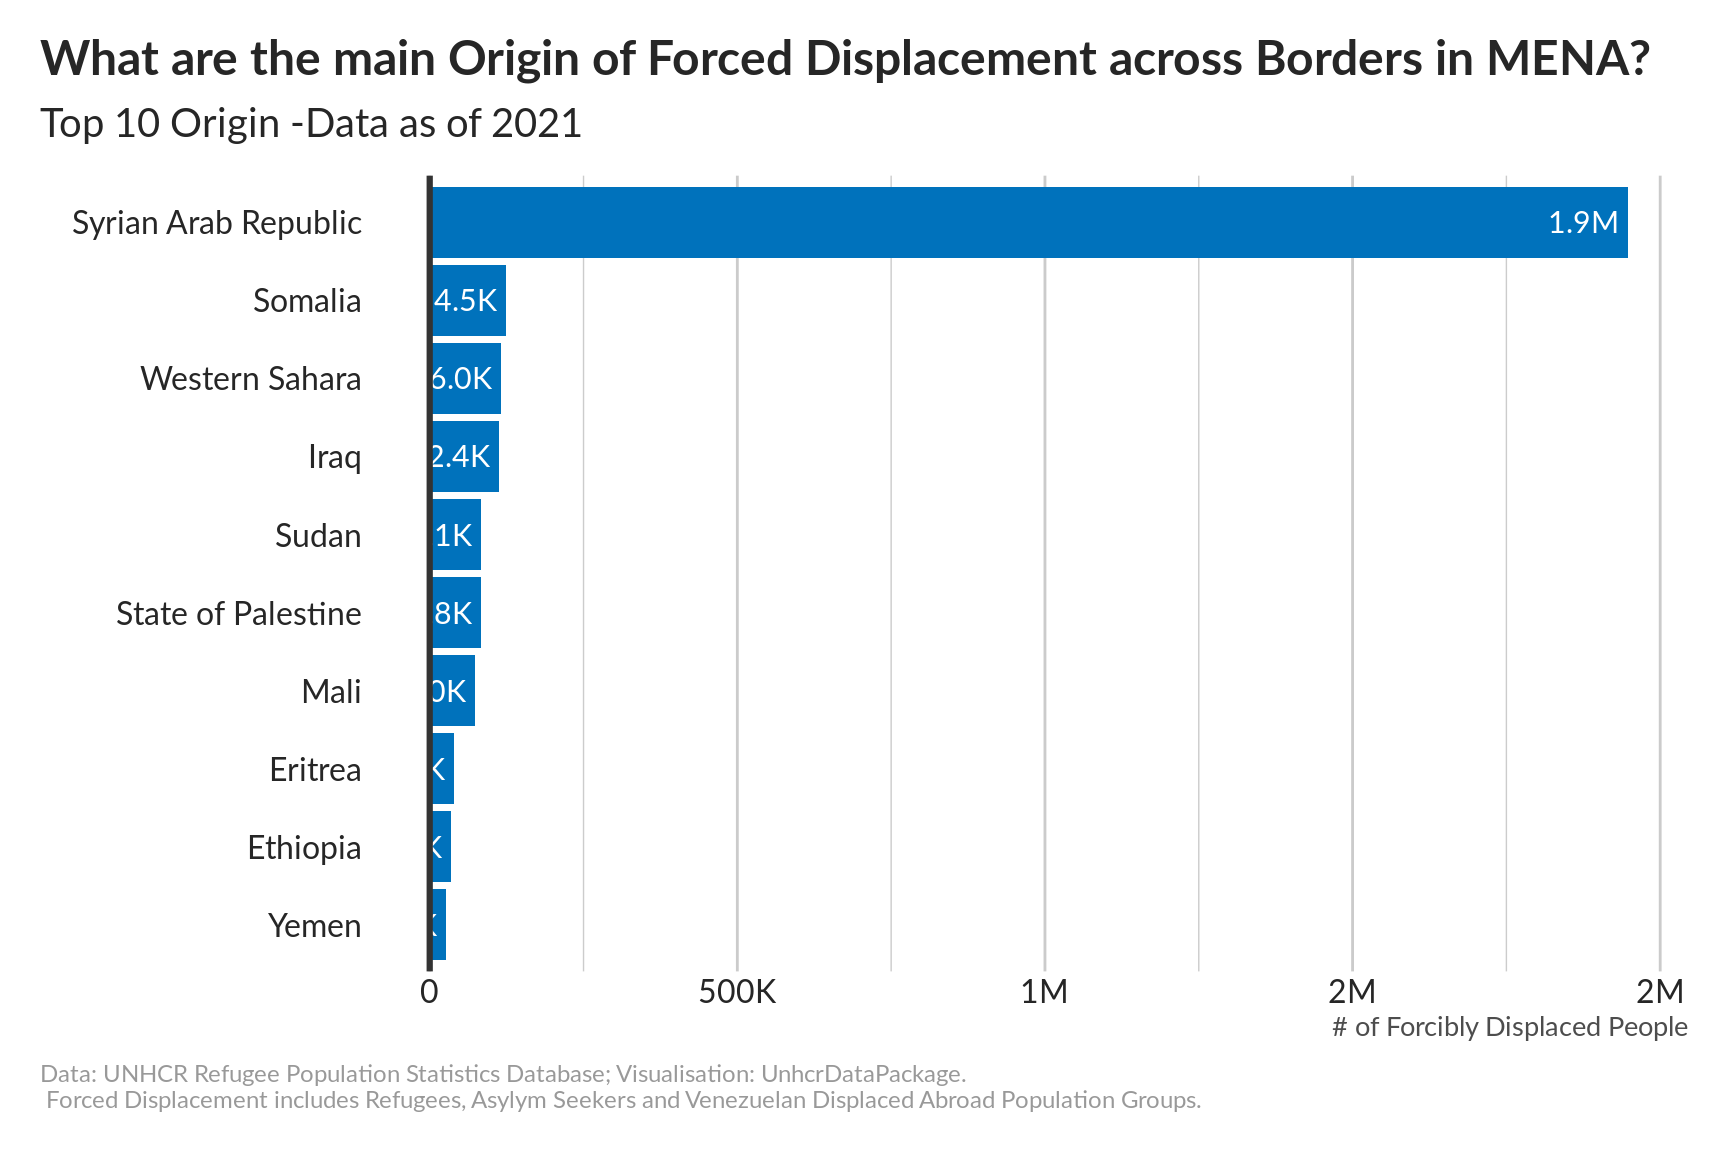 What are the main Origin of Forced Displacement across Borders in MENA?
Top 10 Origin -Data as of 2021
Syrian Arab Republic 1.9M
Somalia 4.5K
Western Sahara 6.0K
Iraq 2.4K
Sudan 1K
State of Palestine 8K
Mali 0K
Eritrea K
Ethiopia K
Yemen K
0 500K 1M 2M 2M
# of Forcibly Displaced People
Data: UNHCR Refugee Population Statistics Database; Visualisation: UnhcrDataPackage.
Forced Displacement includes Refugees, Asylym Seekers and Venezuelan Displaced Abroad Population Groups.